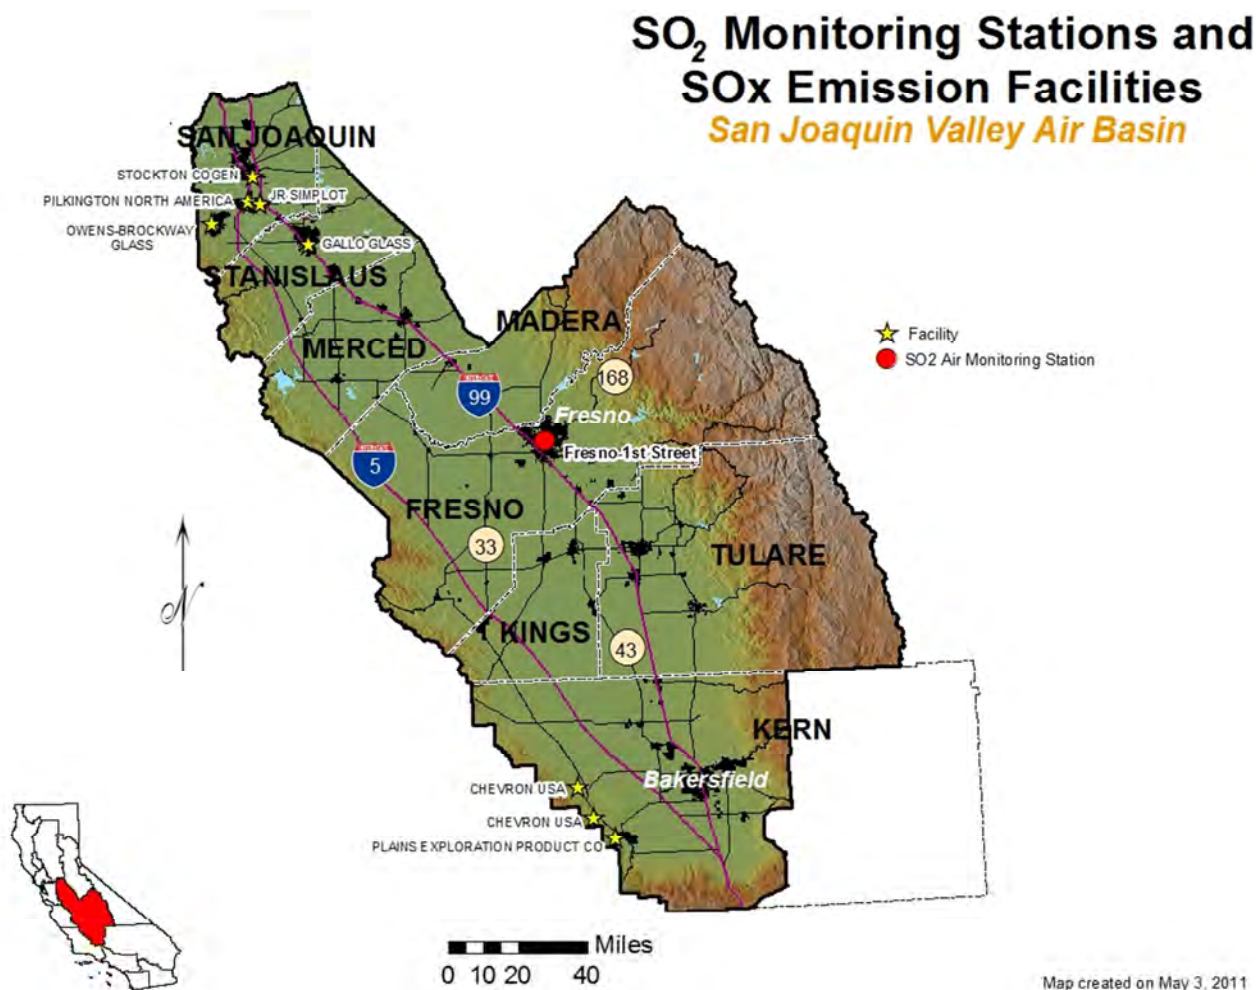 SO2 Monitoring Stations and
SOx Emission Facilities
San Joaquin Valley Air Basin
SAN JOAQUIN
STOCKTON COGEN
PILKINGTON NORTH AMERICA
JR SIMPLOT
OWENS-BROCKWAY
GLASS
GALLO GLASS
STANISLAUS
MADERA
MERCED
Facility
SO2 Air Monitoring Station
168
99
Fresno
Fresno-1st Street
5
FRESNO
33
TULARE
N
KINGS
43
KERN
Bakersfield
CHEVRON USA
CHEVRON USA
PLAINS EXPLORATION PRODUCT CO
Miles
0 10 20 40
Map created on May 3, 2011